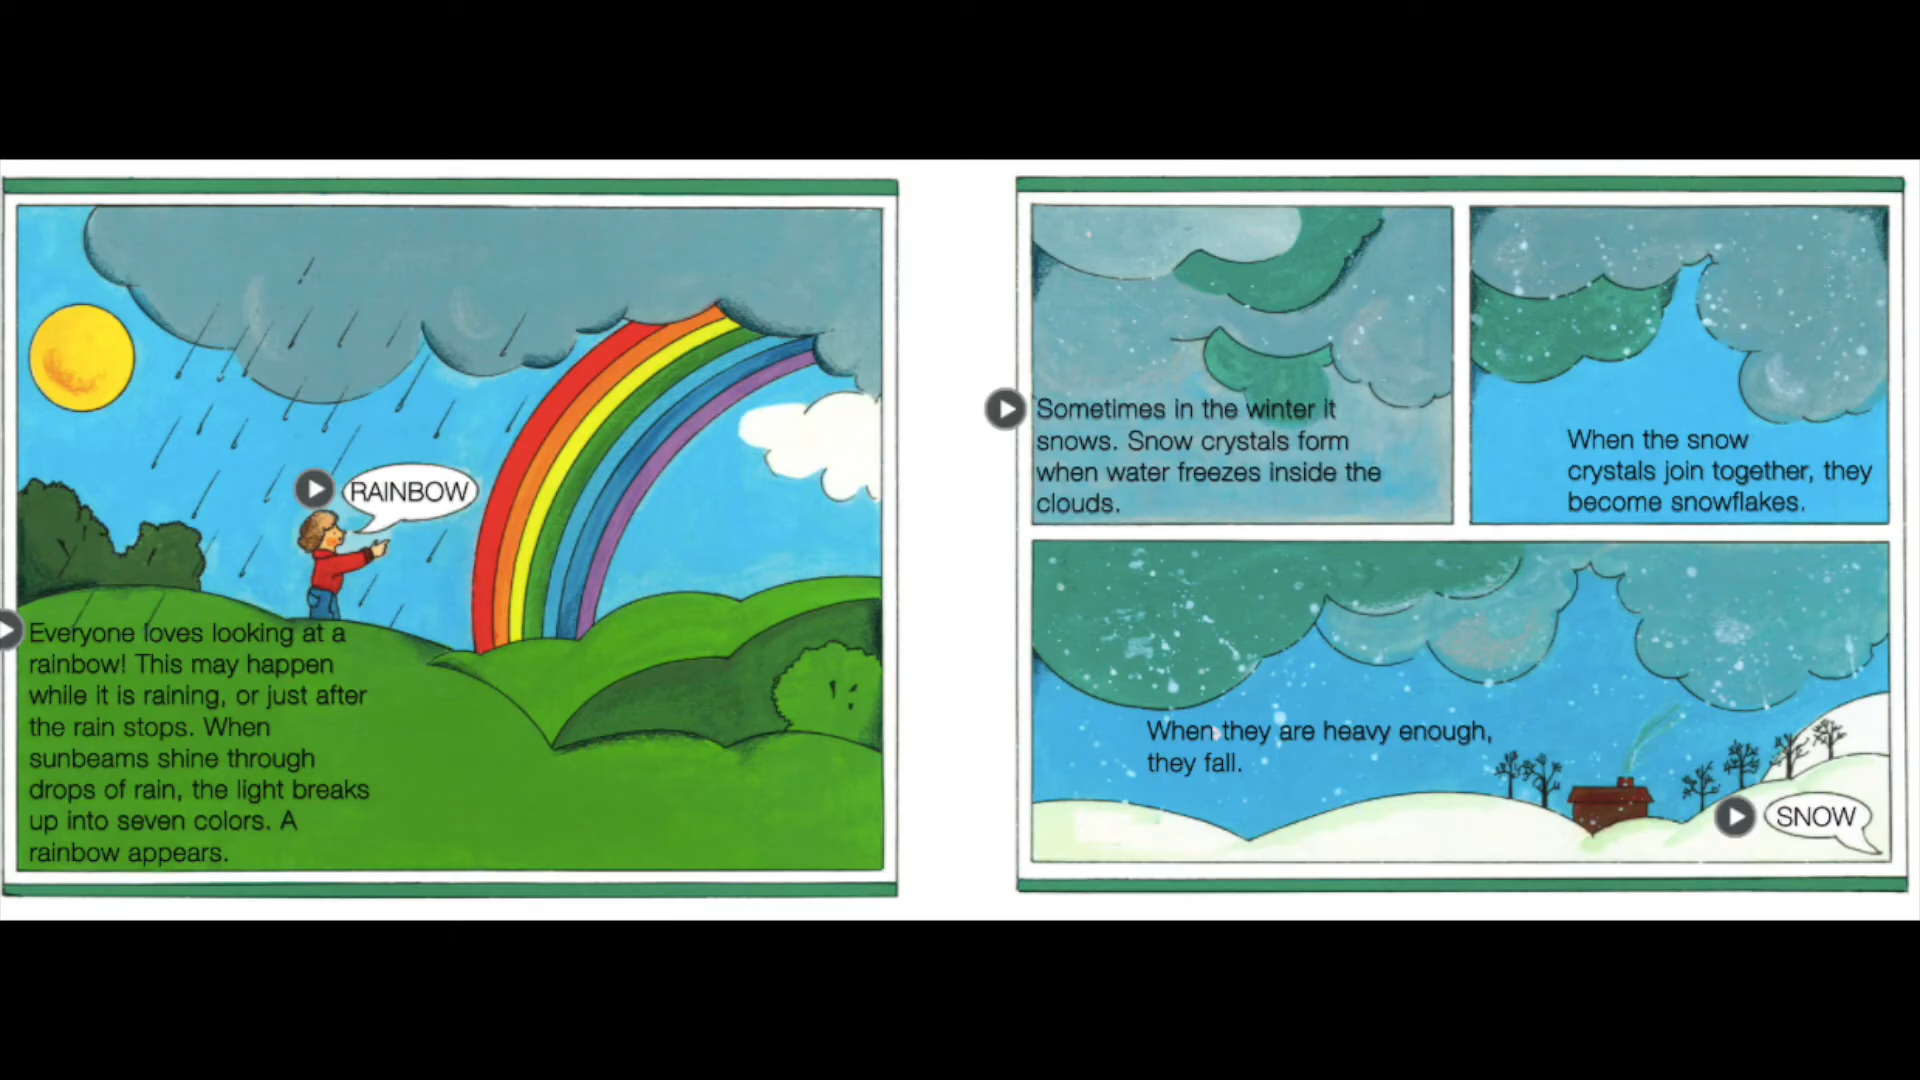 RAINBOW
Everyone loves looking at a
rainbow! This may happen
while it is raining, or just after
the rain stops. When
sunbeams shine through
drops of rain, the light breaks
up into seven colors. A
rainbow appears.
Sometimes in the winter it
snows. Snow crystals form
when water freezes inside the
clouds.
When the snow
crystals join together, they
become snowflakes.
When they are heavy enough,
they fall.
SNOW